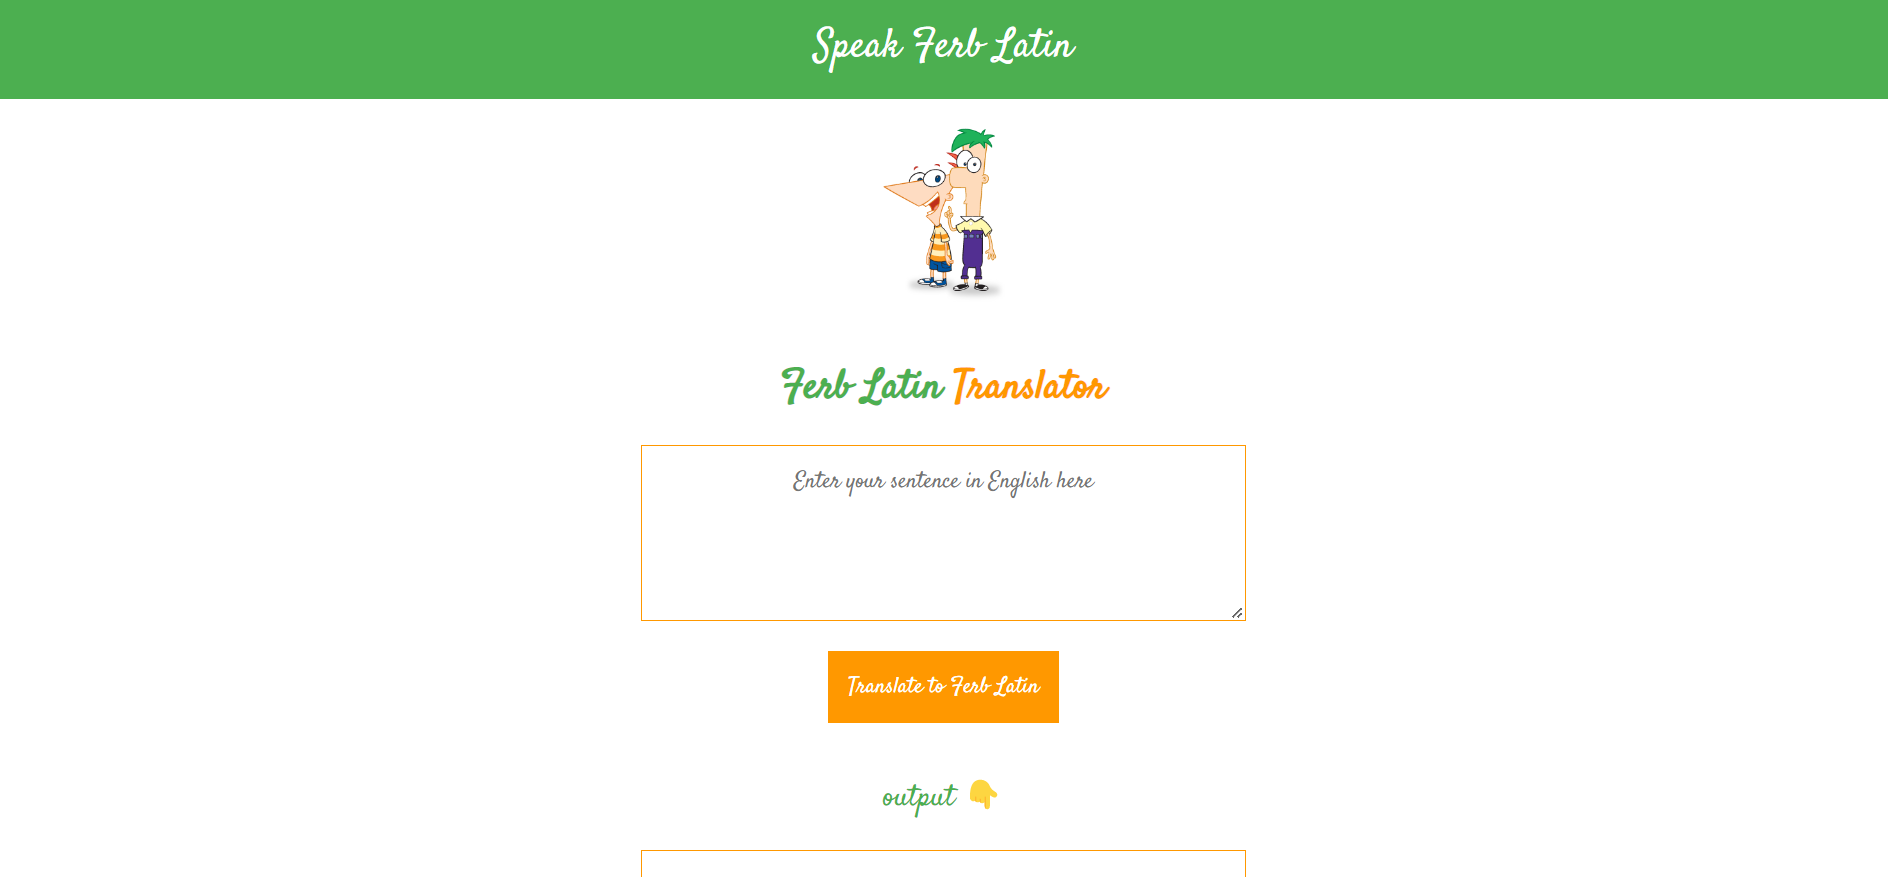 Speak Ferb Latin
Ferb Latin Translator
Enter your sentence in English here
Translate to Ferb Latin
output 👇